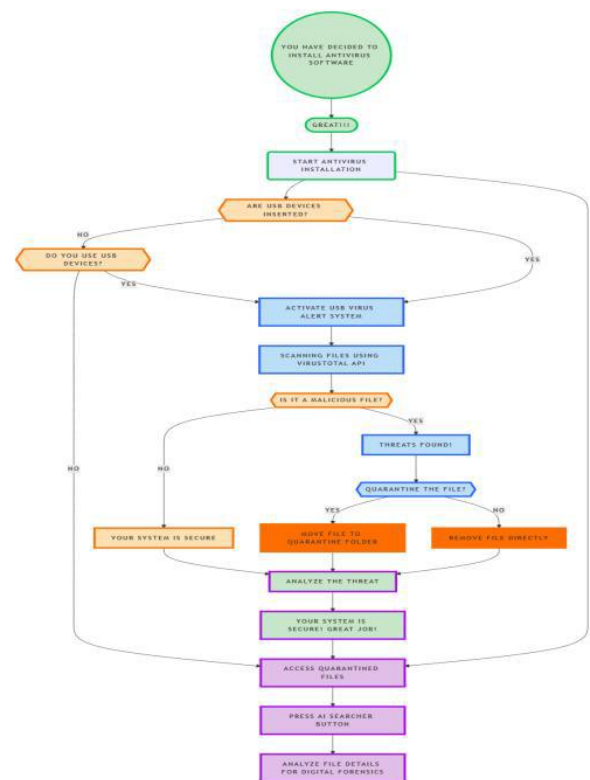 YOU HAVE DECIDED TO
INSTALL ANTIVIRUS
SOFTWARE
GREAT!!!
START ANTIVIRUS
INSTALLATION
ARE USB DEVICES
INSERTED?
NO
DO YOU USE USB
DEVICES?
YES
YES
ACTIVATE USB VIRUS
ALERT SYSTEM
SCANNING FILES USING
VIRUSTOTAL API
IS IT A MALICIOUS FILE?
YES
THREATS FOUND!
NO
NO
QUARANTINE THE FILE?
YES
NO
YOUR SYSTEM IS SECURE
MOVE FILE TO
QUARANTINE FOLDER
REMOVE FILE DIRECTLY
ANALYZE THE THREAT
YOUR SYSTEM IS
SECURE! GREAT JOB!
ACCESS QUARANTINED
FILES
PRESS AI SEARCHER
BUTTON
ANALYZE FILE DETAILS
FOR DIGITAL FORENSICS